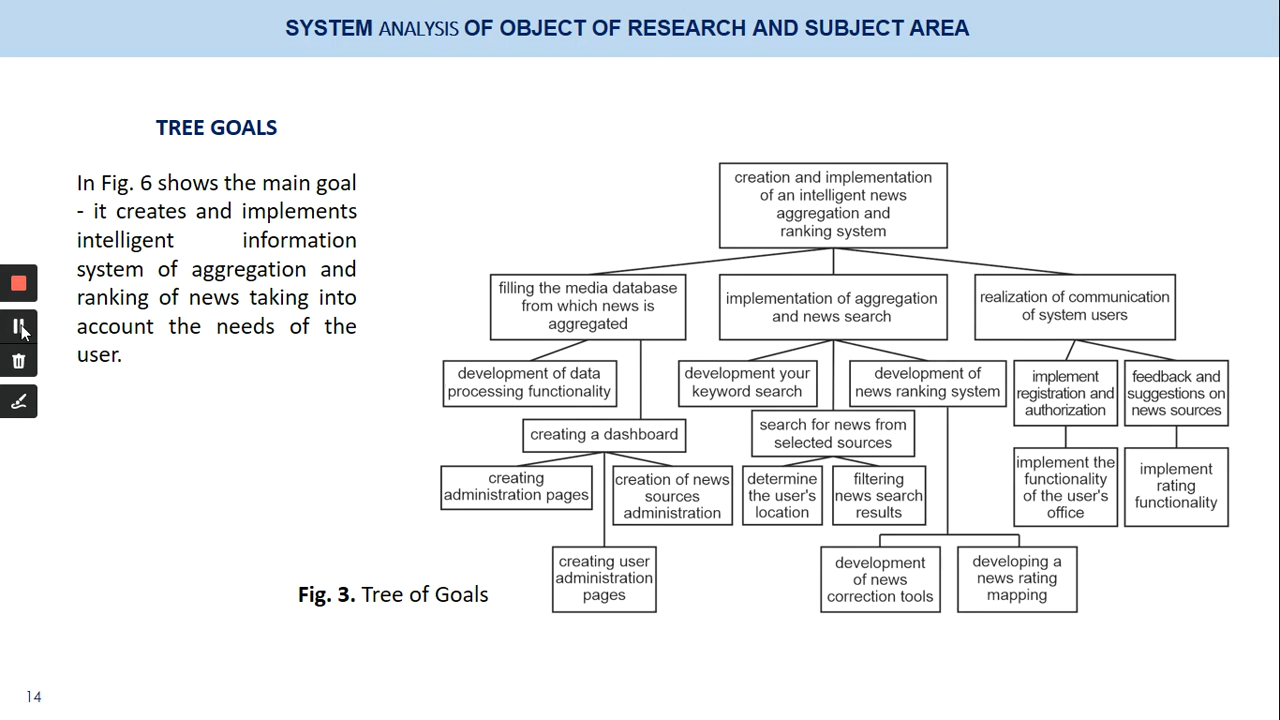 SYSTEM ANALYSIS OF OBJECT OF RESEARCH AND SUBJECT AREA
TREE GOALS
In Fig. 6 shows the main goal
- it creates and implements
intelligent information
system of aggregation and
ranking of news taking into
account the needs of the
user.
creation and implementation
of an intelligent news
aggregation and
ranking system
filling the media database
from which news is
aggregated
implementation of aggregation
and news search
realization of communication
of system users
development of data
processing functionality
development your
keyword search
development of
news ranking system
implement
registration and
authorization
feedback and
suggestions on
news sources
creating a dashboard
search for news from
selected sources
creating
administration pages
creation of news
sources
administration
determine
the user's
location
filtering
news search
results
implement the
functionality
of the user's
office
implement
rating
functionality
creating user
administration
pages
development
of news
correction tools
developing a
news rating
mapping
Fig. 3. Tree of Goals
14